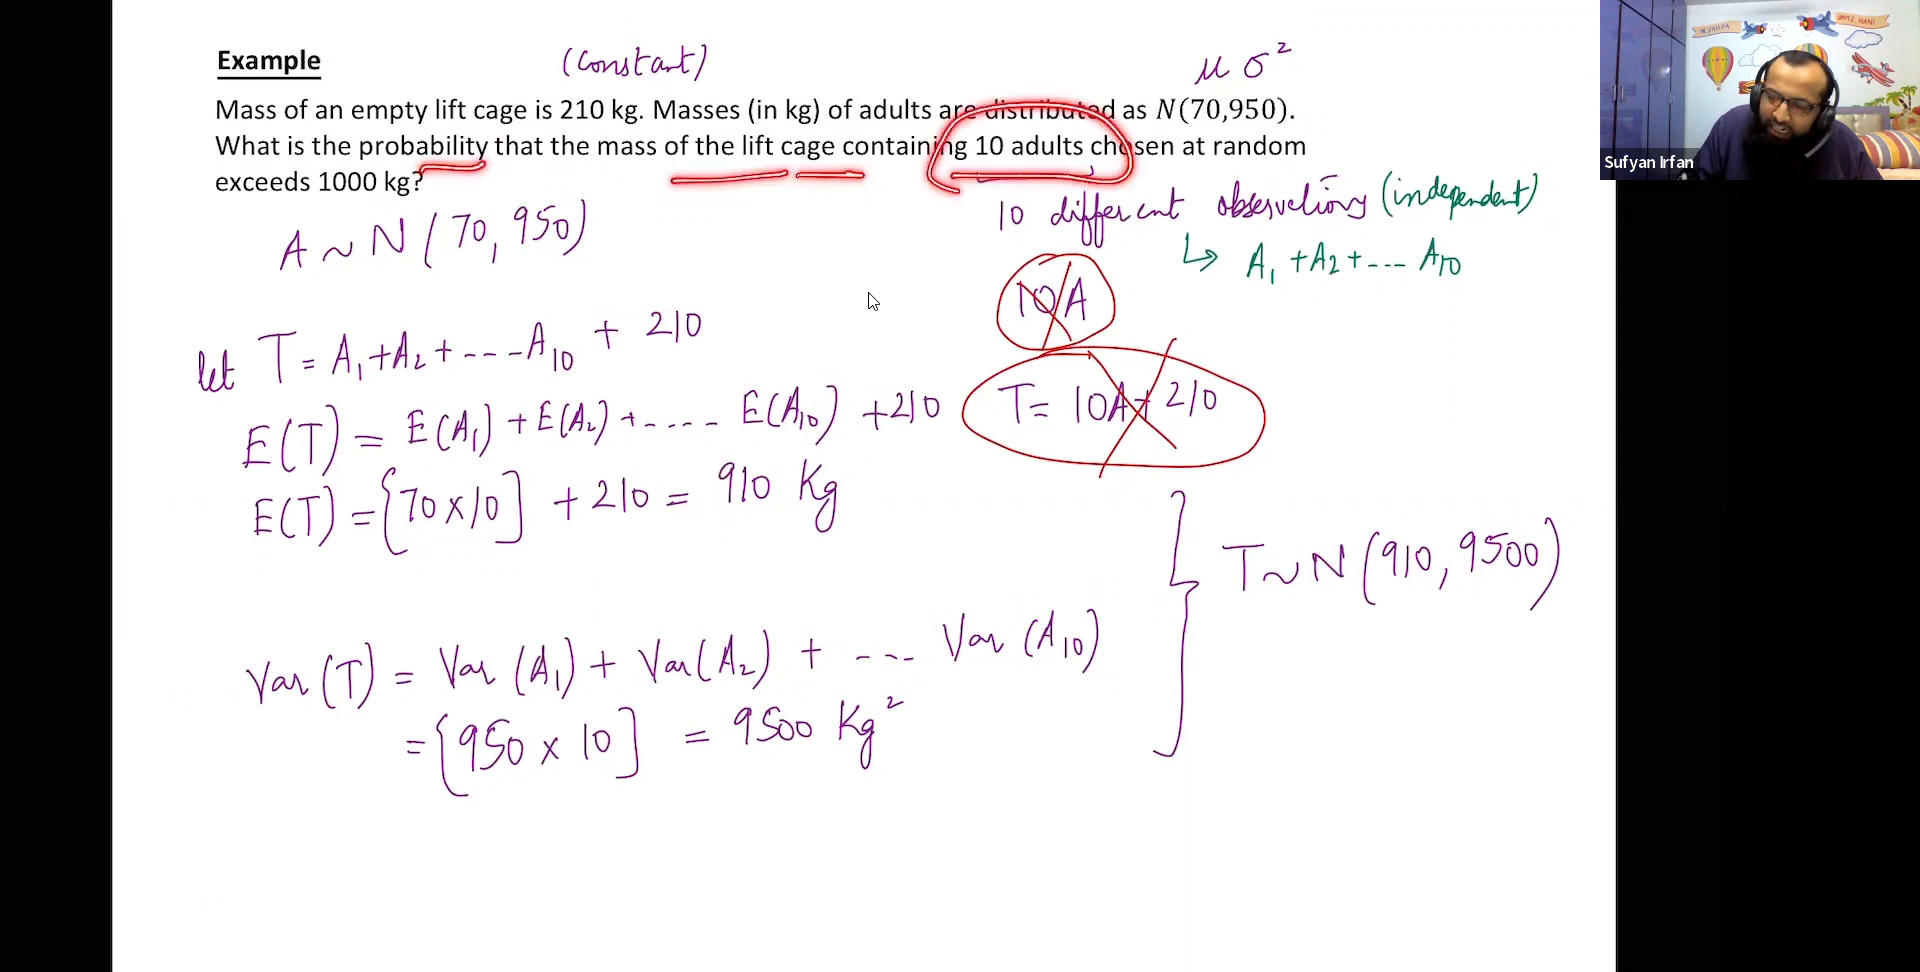 Example
(Constant)
μ σ²
Mass of an empty lift cage is 210 kg. Masses (in kg) of adults are distributed as N(70,950).
What is the probability that the mass of the lift cage containing 10 adults chosen at random
exceeds 1000 kg?
10 different observations (independent)
↳ A₁ + A₂ + --- A₁₀
A ~ N (70, 950)
10A
let T = A₁ + A₂ + --- A₁₀ + 210
T = 10A + 210
E(T) = E(A₁) + E(A₂) + ---- E(A₁₀) + 210
E(T) = {70 x 10} + 210 = 910 Kg
T ~ N (910, 9500)
Var (T) = Var (A₁) + Var (A₂) + --- Var (A₁₀)
= {950 x 10} = 9500 Kg²
Sufyan Irfan
UMM E. HANI